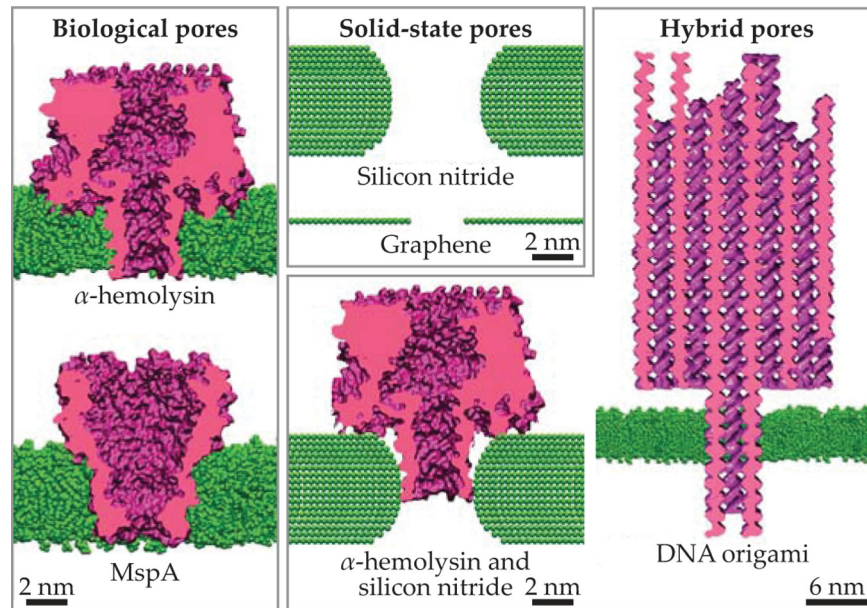 Biological pores
α-hemolysin
MspA
2 nm
Solid-state pores
Silicon nitride
Graphene
2 nm
Hybrid pores
α-hemolysin and
silicon nitride
2 nm
DNA origami
6 nm